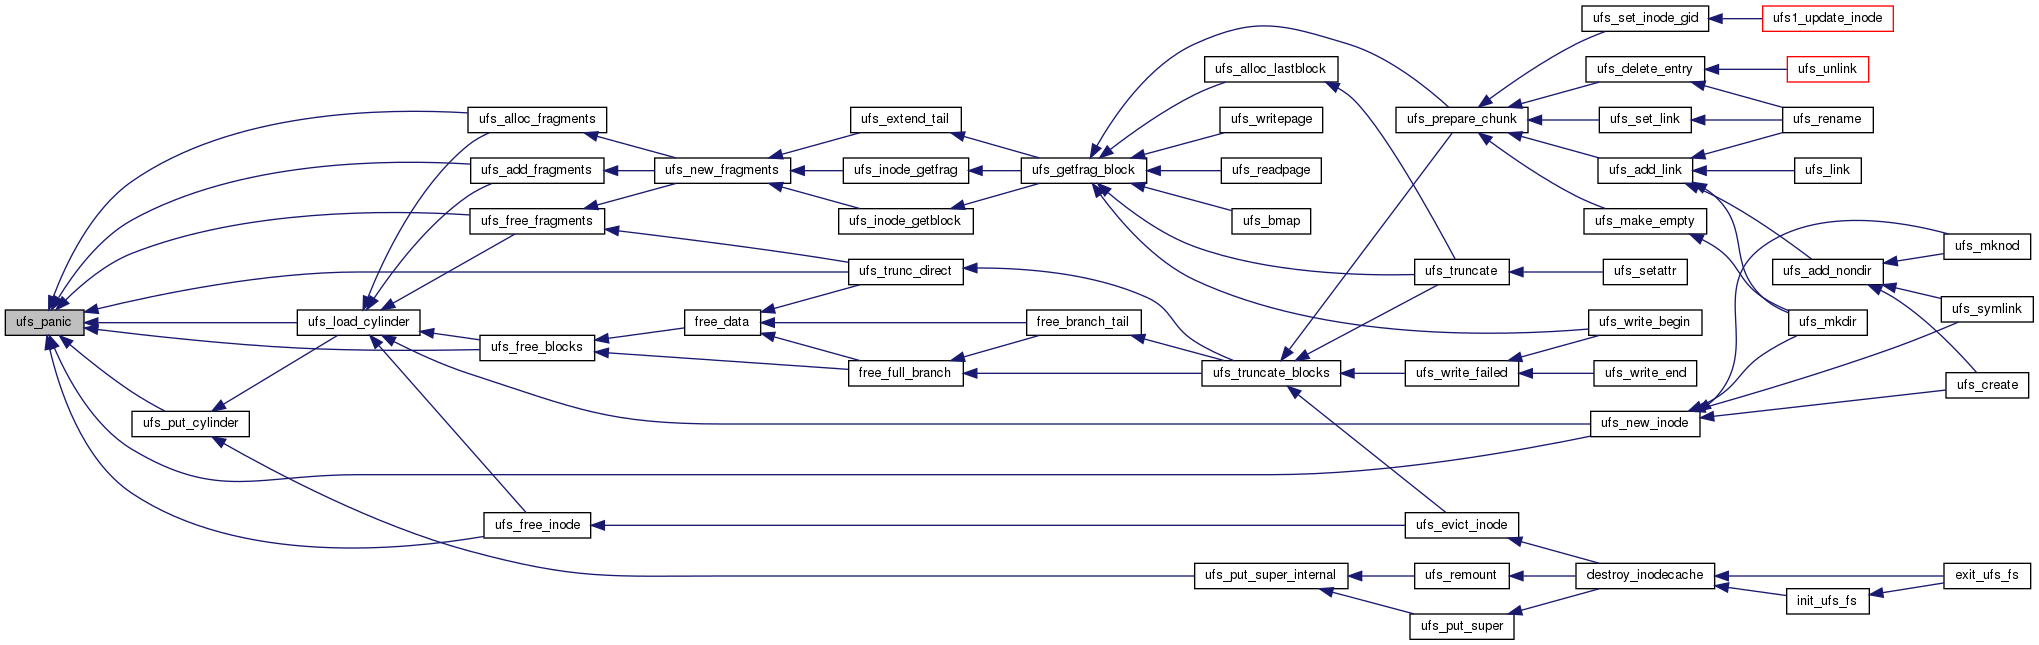 ufs_set_inode_gid
ufs1_update_inode
ufs_alloc_lastblock
ufs_delete_entry
ufs_unlink
ufs_alloc_fragments
ufs_extend_tail
ufs_writepage
ufs_prepare_chunk
ufs_set_link
ufs_rename
ufs_add_fragments
ufs_new_fragments
ufs_inode_getfrag
ufs_getfrag_block
ufs_readpage
ufs_add_link
ufs_link
ufs_free_fragments
ufs_inode_getblock
ufs_bmap
ufs_make_empty
ufs_mknod
ufs_trunc_direct
ufs_truncate
ufs_setattr
ufs_add_nondir
ufs_symlink
ufs_panic
ufs_load_cylinder
free_data
free_branch_tail
ufs_write_begin
ufs_mkdir
ufs_free_blocks
free_full_branch
ufs_truncate_blocks
ufs_write_failed
ufs_write_end
ufs_create
ufs_put_cylinder
ufs_new_inode
ufs_free_inode
ufs_evict_inode
ufs_put_super_internal
ufs_remount
destroy_inodecache
exit_ufs_fs
init_ufs_fs
ufs_put_super